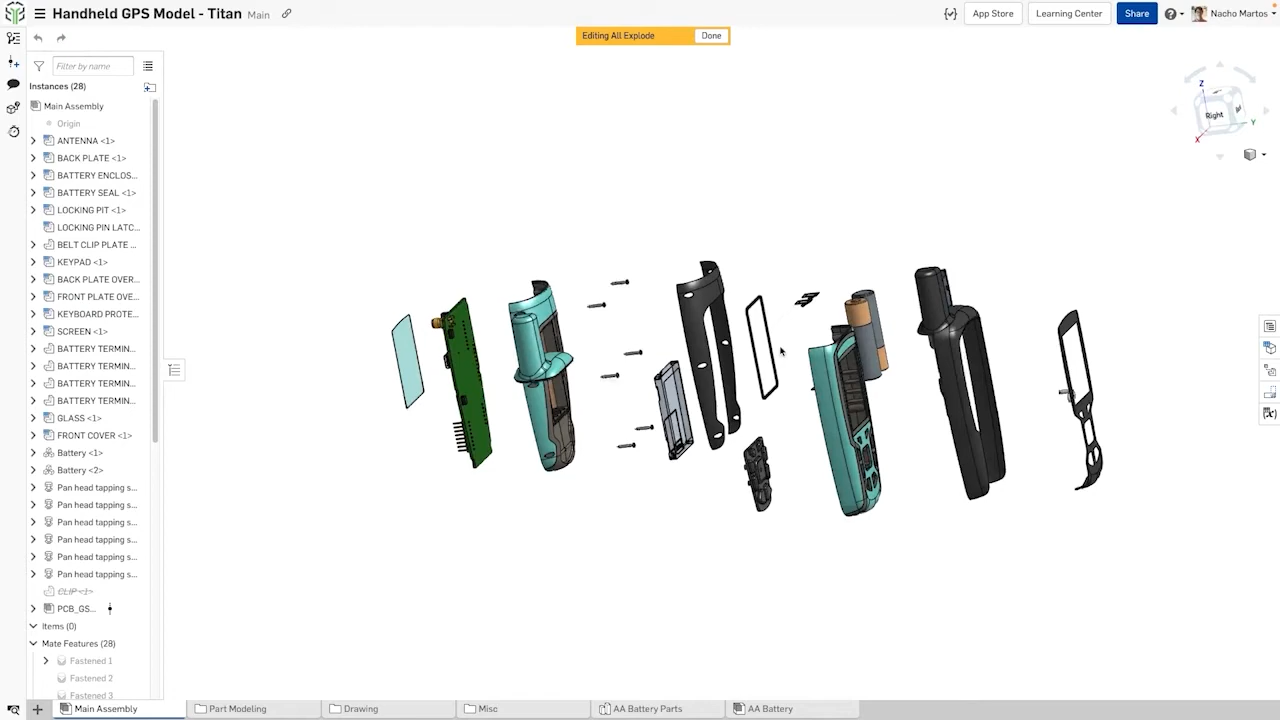 Handheld GPS Model - Titan Main
App Store
Learning Center
Share
Nacho Martos
Editing All Explode
Done
Filter by name
Instances (28)
Main Assembly
Origin
ANTENNA <1>
BACK PLATE <1>
BATTERY ENCLOS...
BATTERY SEAL <1>
LOCKING PIT <1>
LOCKING PIN LATC...
BELT CLIP PLATE ...
KEYPAD <1>
BACK PLATE OVER...
FRONT PLATE OVE...
KEYBOARD PROTE...
SCREEN <1>
BATTERY TERMIN...
BATTERY TERMIN...
BATTERY TERMIN...
BATTERY TERMIN...
GLASS <1>
FRONT COVER <1>
Battery <1>
Battery <2>
Pan head tapping s...
Pan head tapping s...
Pan head tapping s...
Pan head tapping s...
Pan head tapping s...
Pan head tapping s...
CLIP <1>
PCB_GS...
Items (0)
Mate Features (28)
Fastened 1
Fastened 2
Fastened 3
Z
Right
Y
X
Main Assembly
Part Modeling
Drawing
Misc
AA Battery Parts
AA Battery